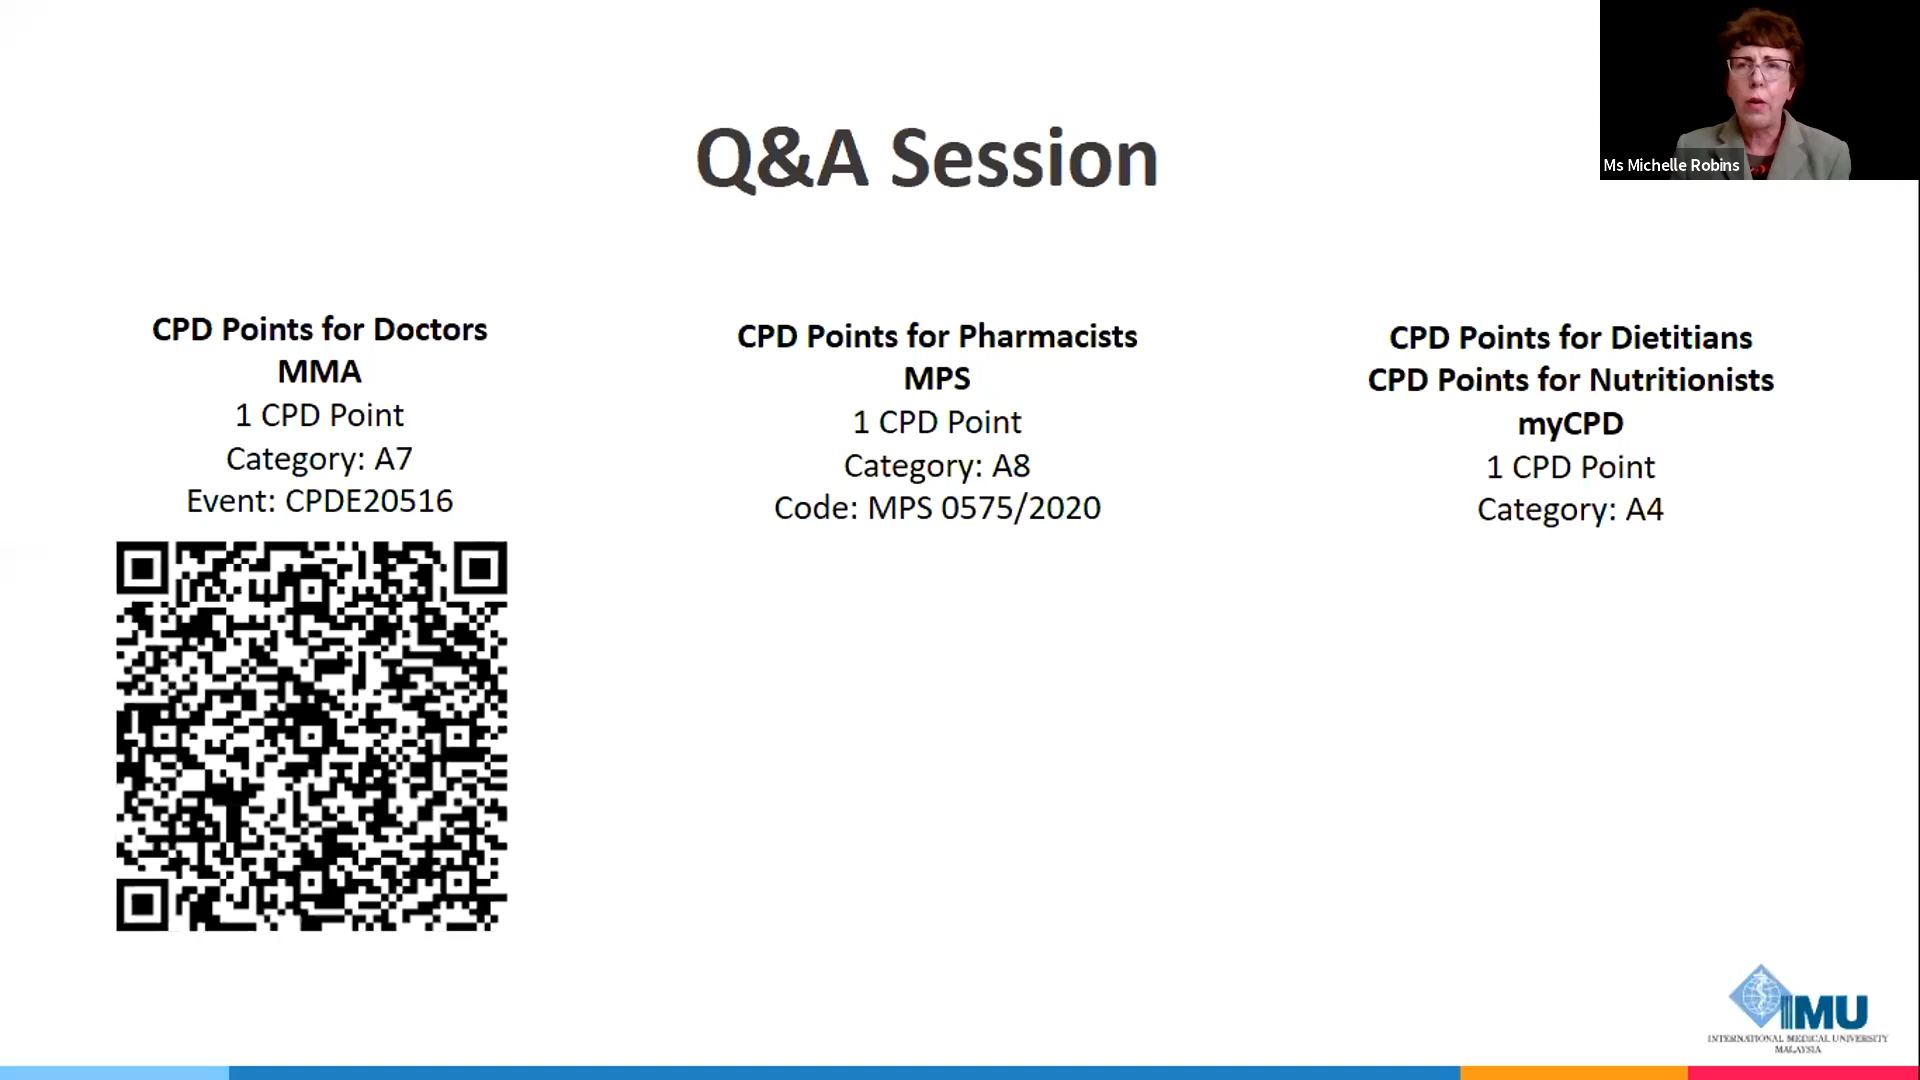 Q&A Session
Ms Michelle Robins
CPD Points for Doctors
MMA
1 CPD Point
Category: A7
Event: CPDE20516
CPD Points for Pharmacists
MPS
1 CPD Point
Category: A8
Code: MPS 0575/2020
CPD Points for Dietitians
CPD Points for Nutritionists
myCPD
1 CPD Point
Category: A4
IMU
INTERNATIONAL MEDICAL UNIVERSITY
MALAYSIA